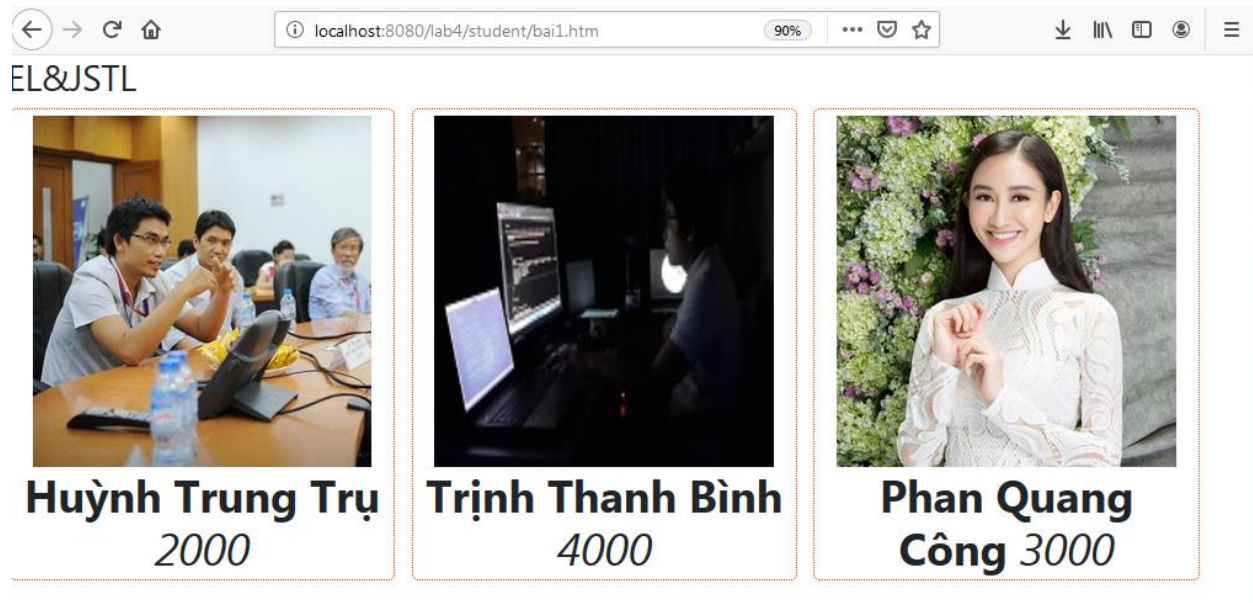 localhost:8080/lab4/student/bai1.htm
90%
EL&JSTL
Huỳnh Trung Trụ
2000
Trịnh Thanh Bình
4000
Phan Quang
Công 3000